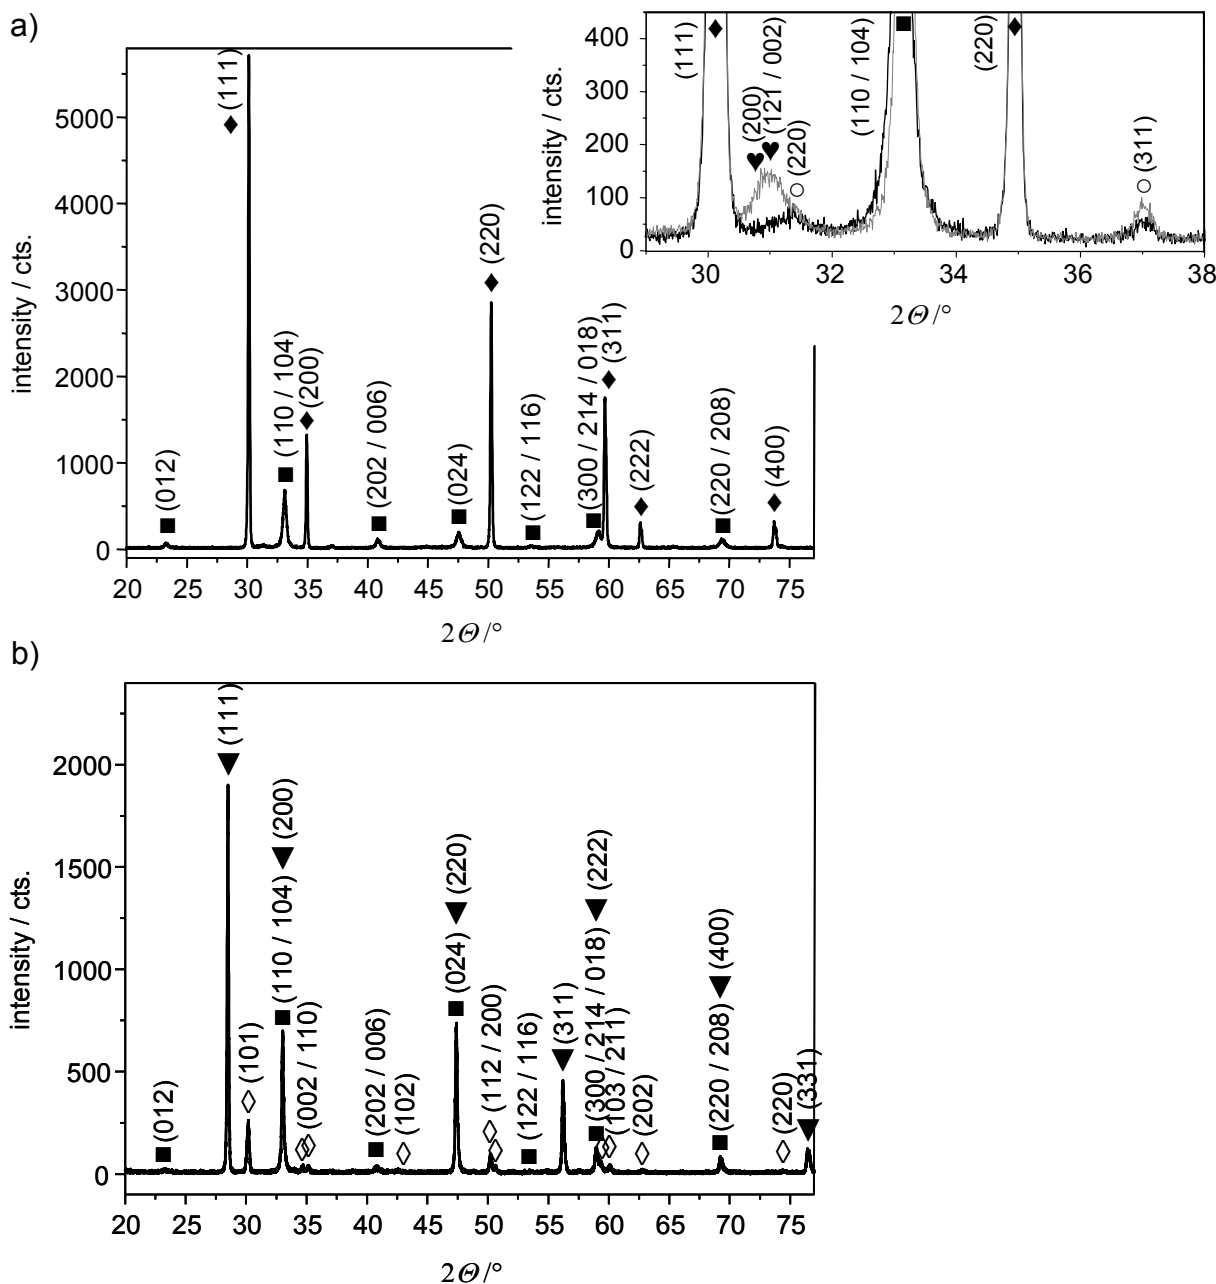 a)
intensity / cts.
5000
4000
3000
2000
1000
0
♦ (111)
■ (012)
■ (110 / 104)
♦ (200)
■ (202 / 006)
■ (024)
♦ (220)
■ (122 / 116)
■ (300 / 214 / 018)
♦ (311)
♦ (222)
■ (220 / 208)
♦ (400)
20 25 30 35 40 45 50 55 60 65 70 75
2Θ/°
intensity / cts.
400
300
200
100
0
(111) ♦
♥ (200)
♥ (121 / 002)
○ (220)
(110 / 104) ■
(220) ♦
○ (311)
30 32 34 36 38
2Θ/°
b)
intensity / cts.
2000
1500
1000
500
0
■ (012)
▼ (111)
◇ (101)
■ (110 / 104) ▼ (200)
◇◇ (002 / 110)
■ (202 / 006)
◇ (102)
■ (024) ▼ (220)
◇◇ (112 / 200)
■ (122 / 116)
▼ (311)
■ (300 / 214 / 018) ▼ (222)
◇◇ (103 / 211)
◇ (202)
■ (220 / 208) ▼ (400)
◇ (220)
▼ (331)
20 25 30 35 40 45 50 55 60 65 70 75
2Θ/°